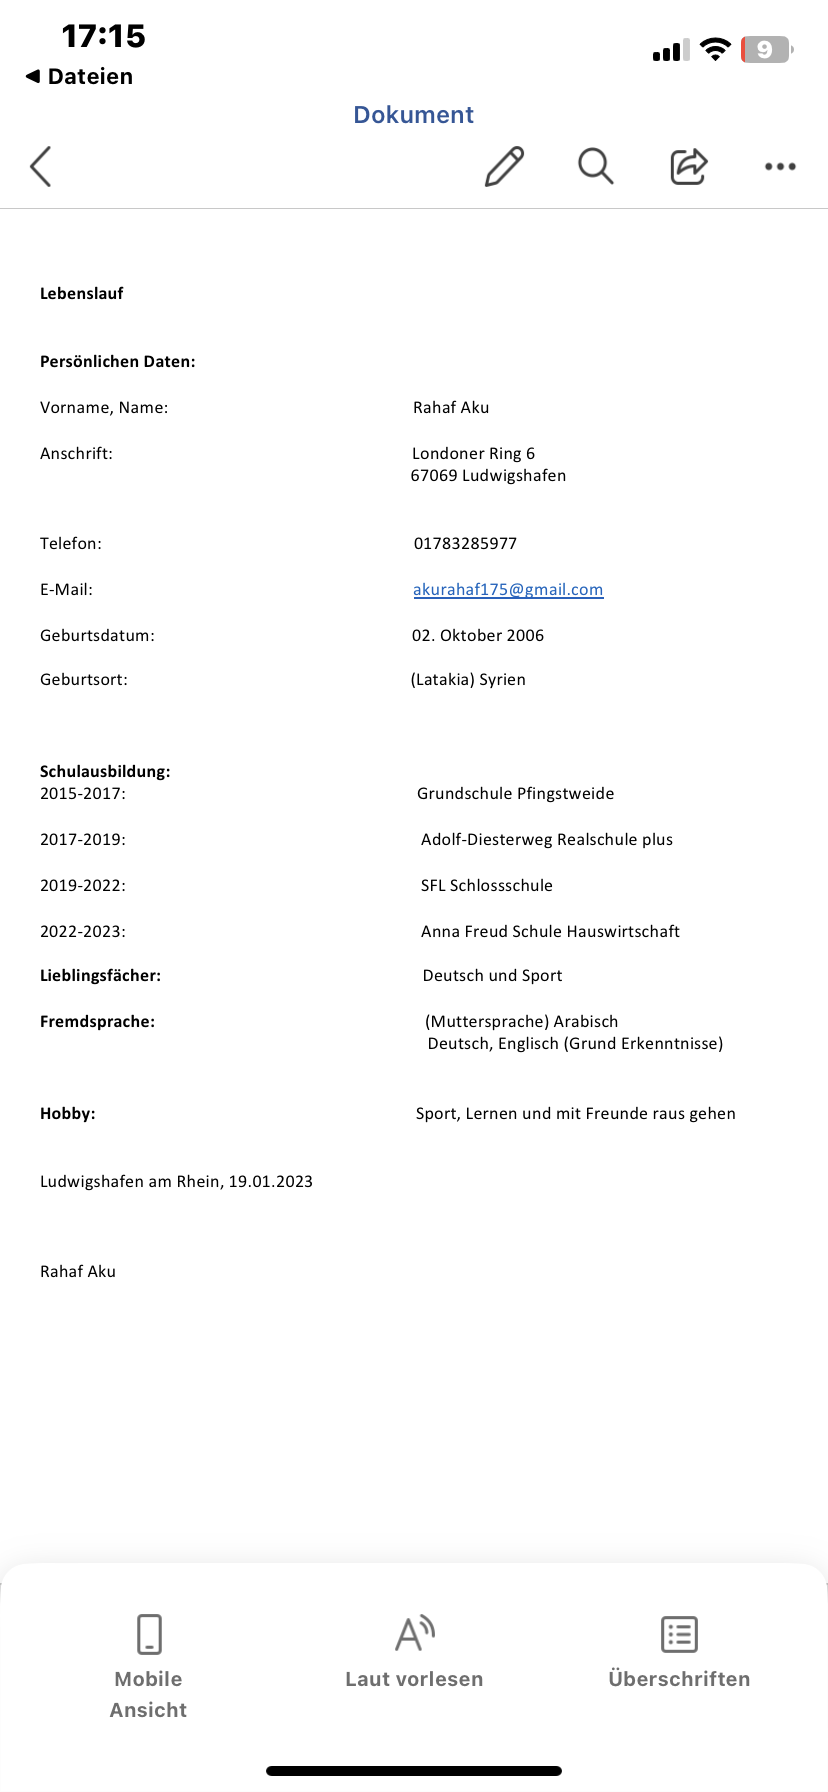 17:15
9
Dateien
Dokument
Lebenslauf
Persönlichen Daten:
Vorname, Name: Rahaf Aku
Anschrift: Londoner Ring 6
67069 Ludwigshafen
Telefon: 01783285977
E-Mail: akurahaf175@gmail.com
Geburtsdatum: 02. Oktober 2006
Geburtsort: (Latakia) Syrien
Schulausbildung:
2015-2017: Grundschule Pfingstweide
2017-2019: Adolf-Diesterweg Realschule plus
2019-2022: SFL Schlossschule
2022-2023: Anna Freud Schule Hauswirtschaft
Lieblingsfächer: Deutsch und Sport
Fremdsprache: (Muttersprache) Arabisch
Deutsch, Englisch (Grund Erkenntnisse)
Hobby: Sport, Lernen und mit Freunde raus gehen
Ludwigshafen am Rhein, 19.01.2023
Rahaf Aku
Mobile Ansicht
Laut vorlesen
Überschriften